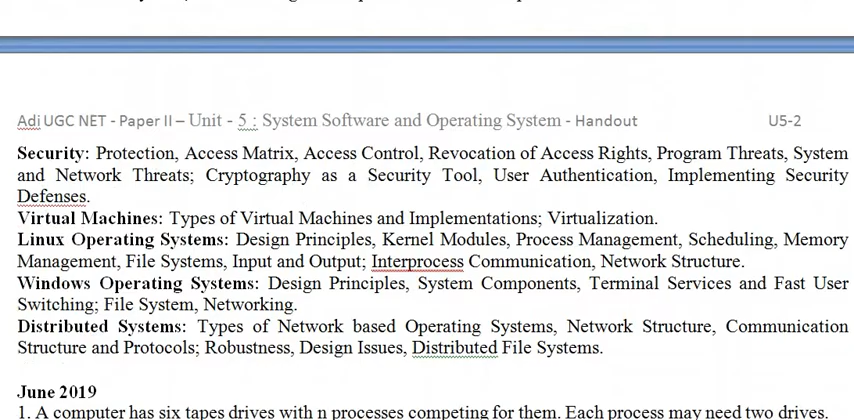 Adi UGC NET - Paper II – Unit - 5 : System Software and Operating System - Handout U5-2
Security: Protection, Access Matrix, Access Control, Revocation of Access Rights, Program Threats, System
and Network Threats; Cryptography as a Security Tool, User Authentication, Implementing Security
Defenses.
Virtual Machines: Types of Virtual Machines and Implementations; Virtualization.
Linux Operating Systems: Design Principles, Kernel Modules, Process Management, Scheduling, Memory
Management, File Systems, Input and Output; Interprocess Communication, Network Structure.
Windows Operating Systems: Design Principles, System Components, Terminal Services and Fast User
Switching; File System, Networking.
Distributed Systems: Types of Network based Operating Systems, Network Structure, Communication
Structure and Protocols; Robustness, Design Issues, Distributed File Systems.
June 2019
1. A computer has six tapes drives with n processes competing for them. Each process may need two drives.